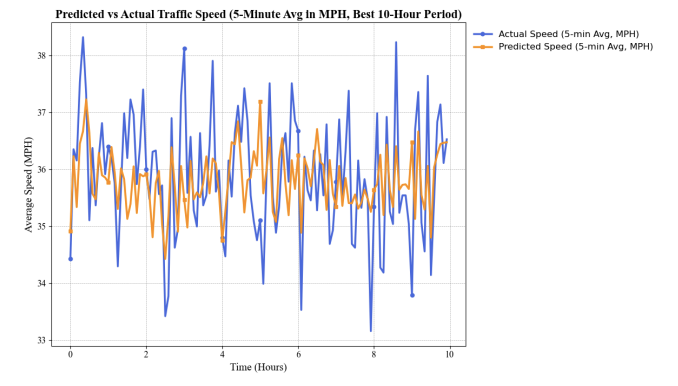 Predicted vs Actual Traffic Speed (5-Minute Avg in MPH, Best 10-Hour Period)
Actual Speed (5-min Avg, MPH)
Predicted Speed (5-min Avg, MPH)
Average Speed (MPH)
38
37
36
35
34
33
0
2
4
6
8
10
Time (Hours)